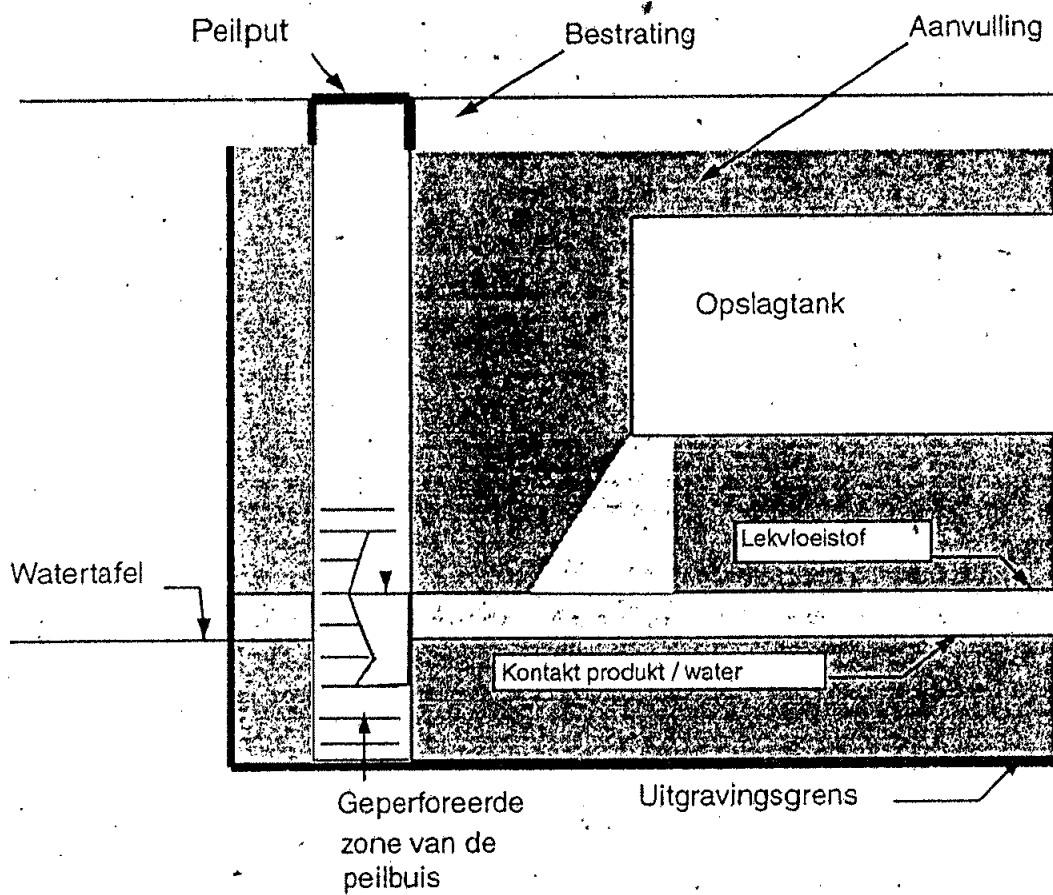 Peilput
Bestrating
Aanvulling
Opslagtank
Lekvloeistof
Watertafel
Kontakt produkt / water
Uitgravingsgrens
Geperforeerde
zone van de
peilbuis